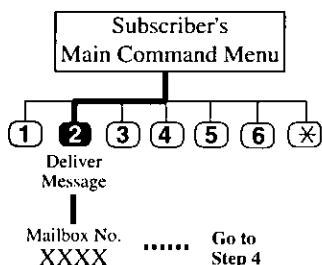 Subscriber's
Main Command Menu
1 2 3 4 5 6 ✳
Deliver
Message
Mailbox No. ...... Go to
XXXX Step 4